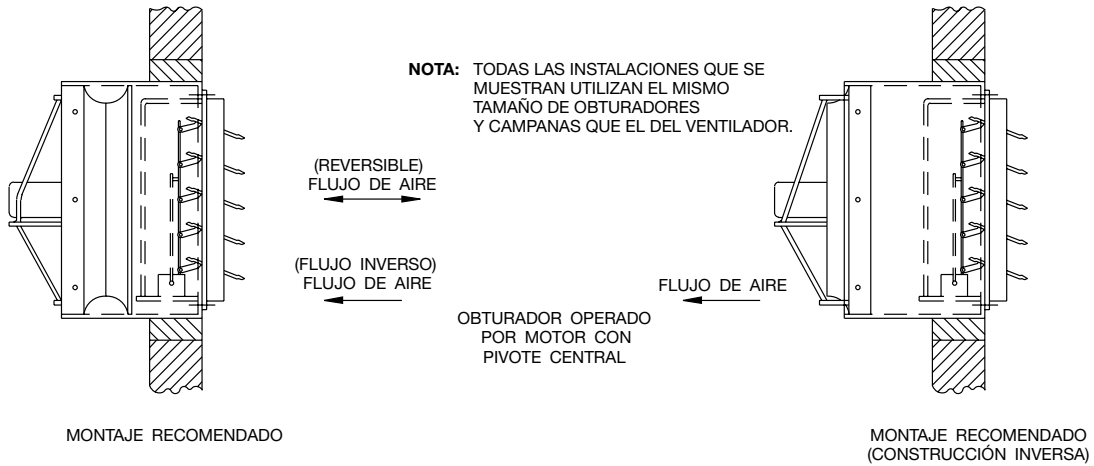 NOTA: TODAS LAS INSTALACIONES QUE SE
MUESTRAN UTILIZAN EL MISMO
TAMAÑO DE OBTURADORES
Y CAMPANAS QUE EL DEL VENTILADOR.
(REVERSIBLE)
FLUJO DE AIRE
(FLUJO INVERSO)
FLUJO DE AIRE
FLUJO DE AIRE
OBTURADOR OPERADO
POR MOTOR CON
PIVOTE CENTRAL
MONTAJE RECOMENDADO
MONTAJE RECOMENDADO
(CONSTRUCCIÓN INVERSA)